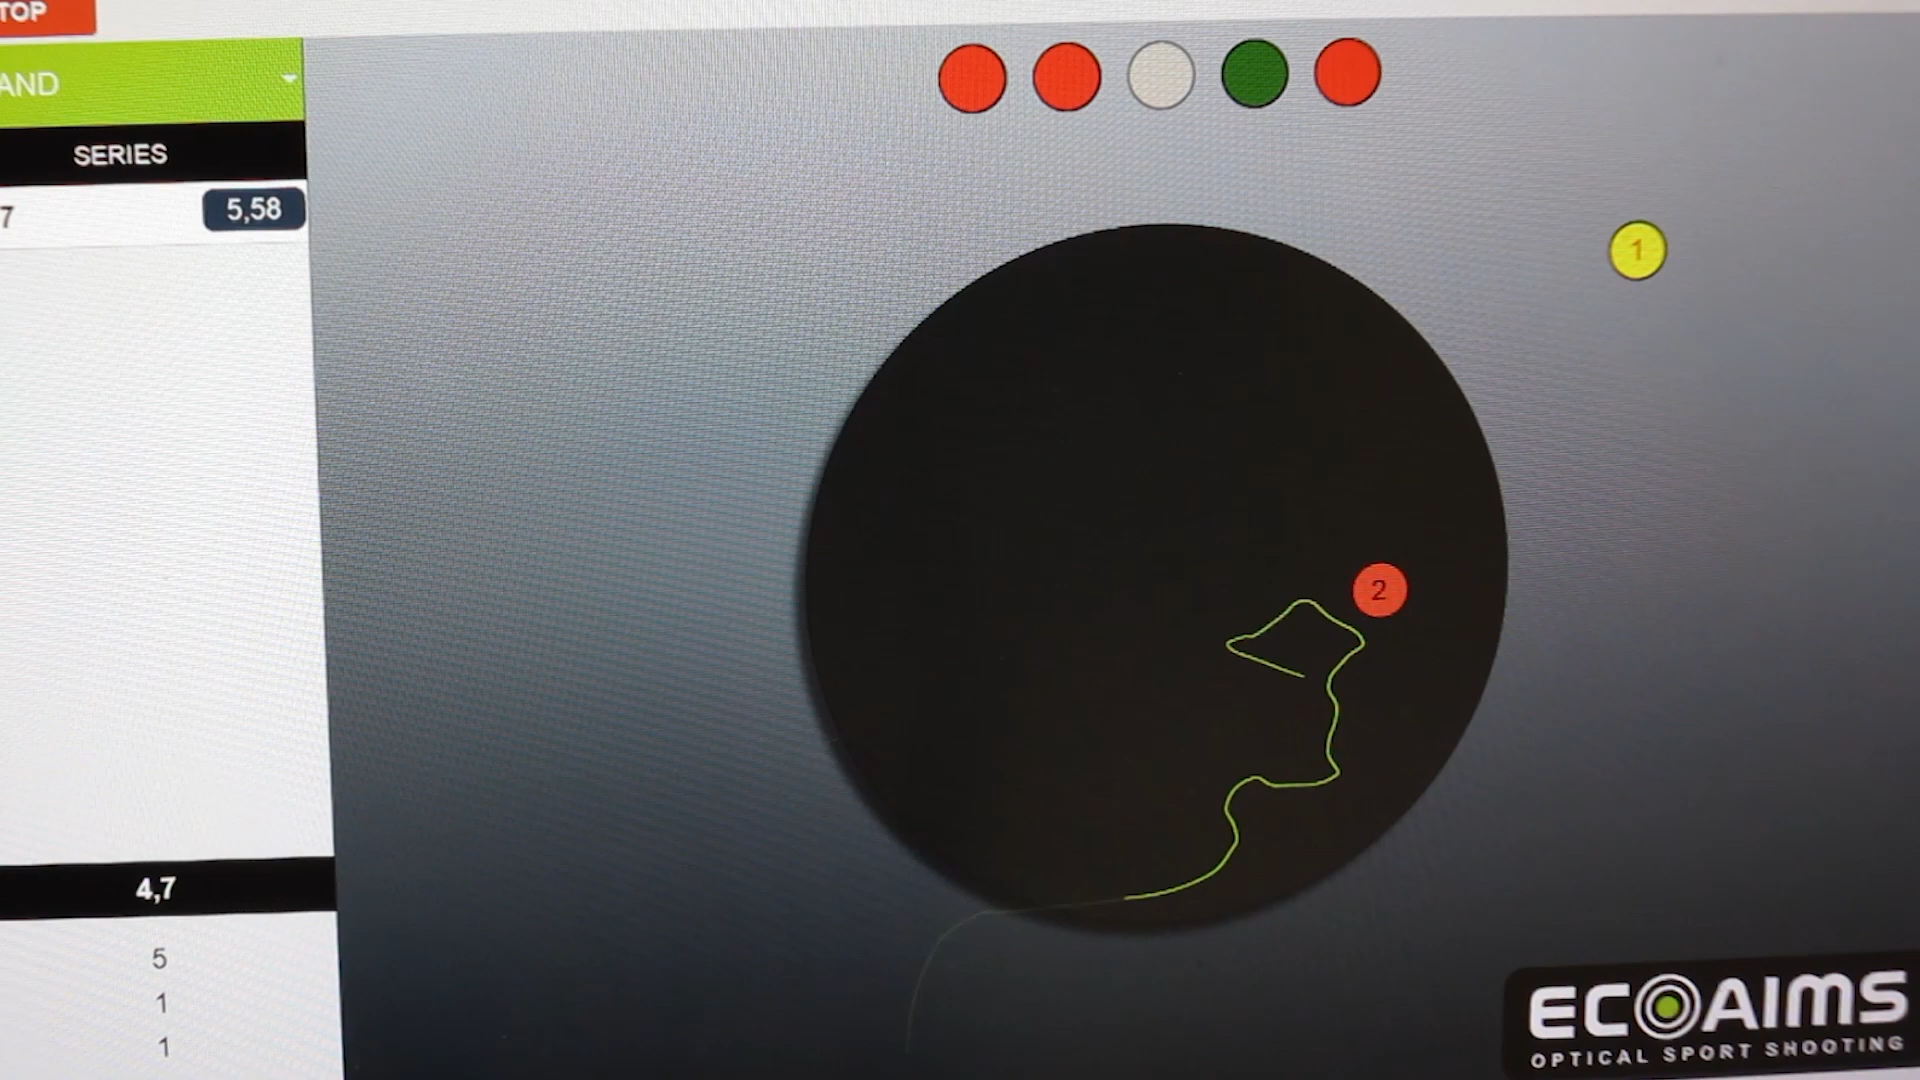 TOP
AND
SERIES
7
5,58
1
2
4,7
5
1
1
ECOAIMS
OPTICAL SPORT SHOOTING